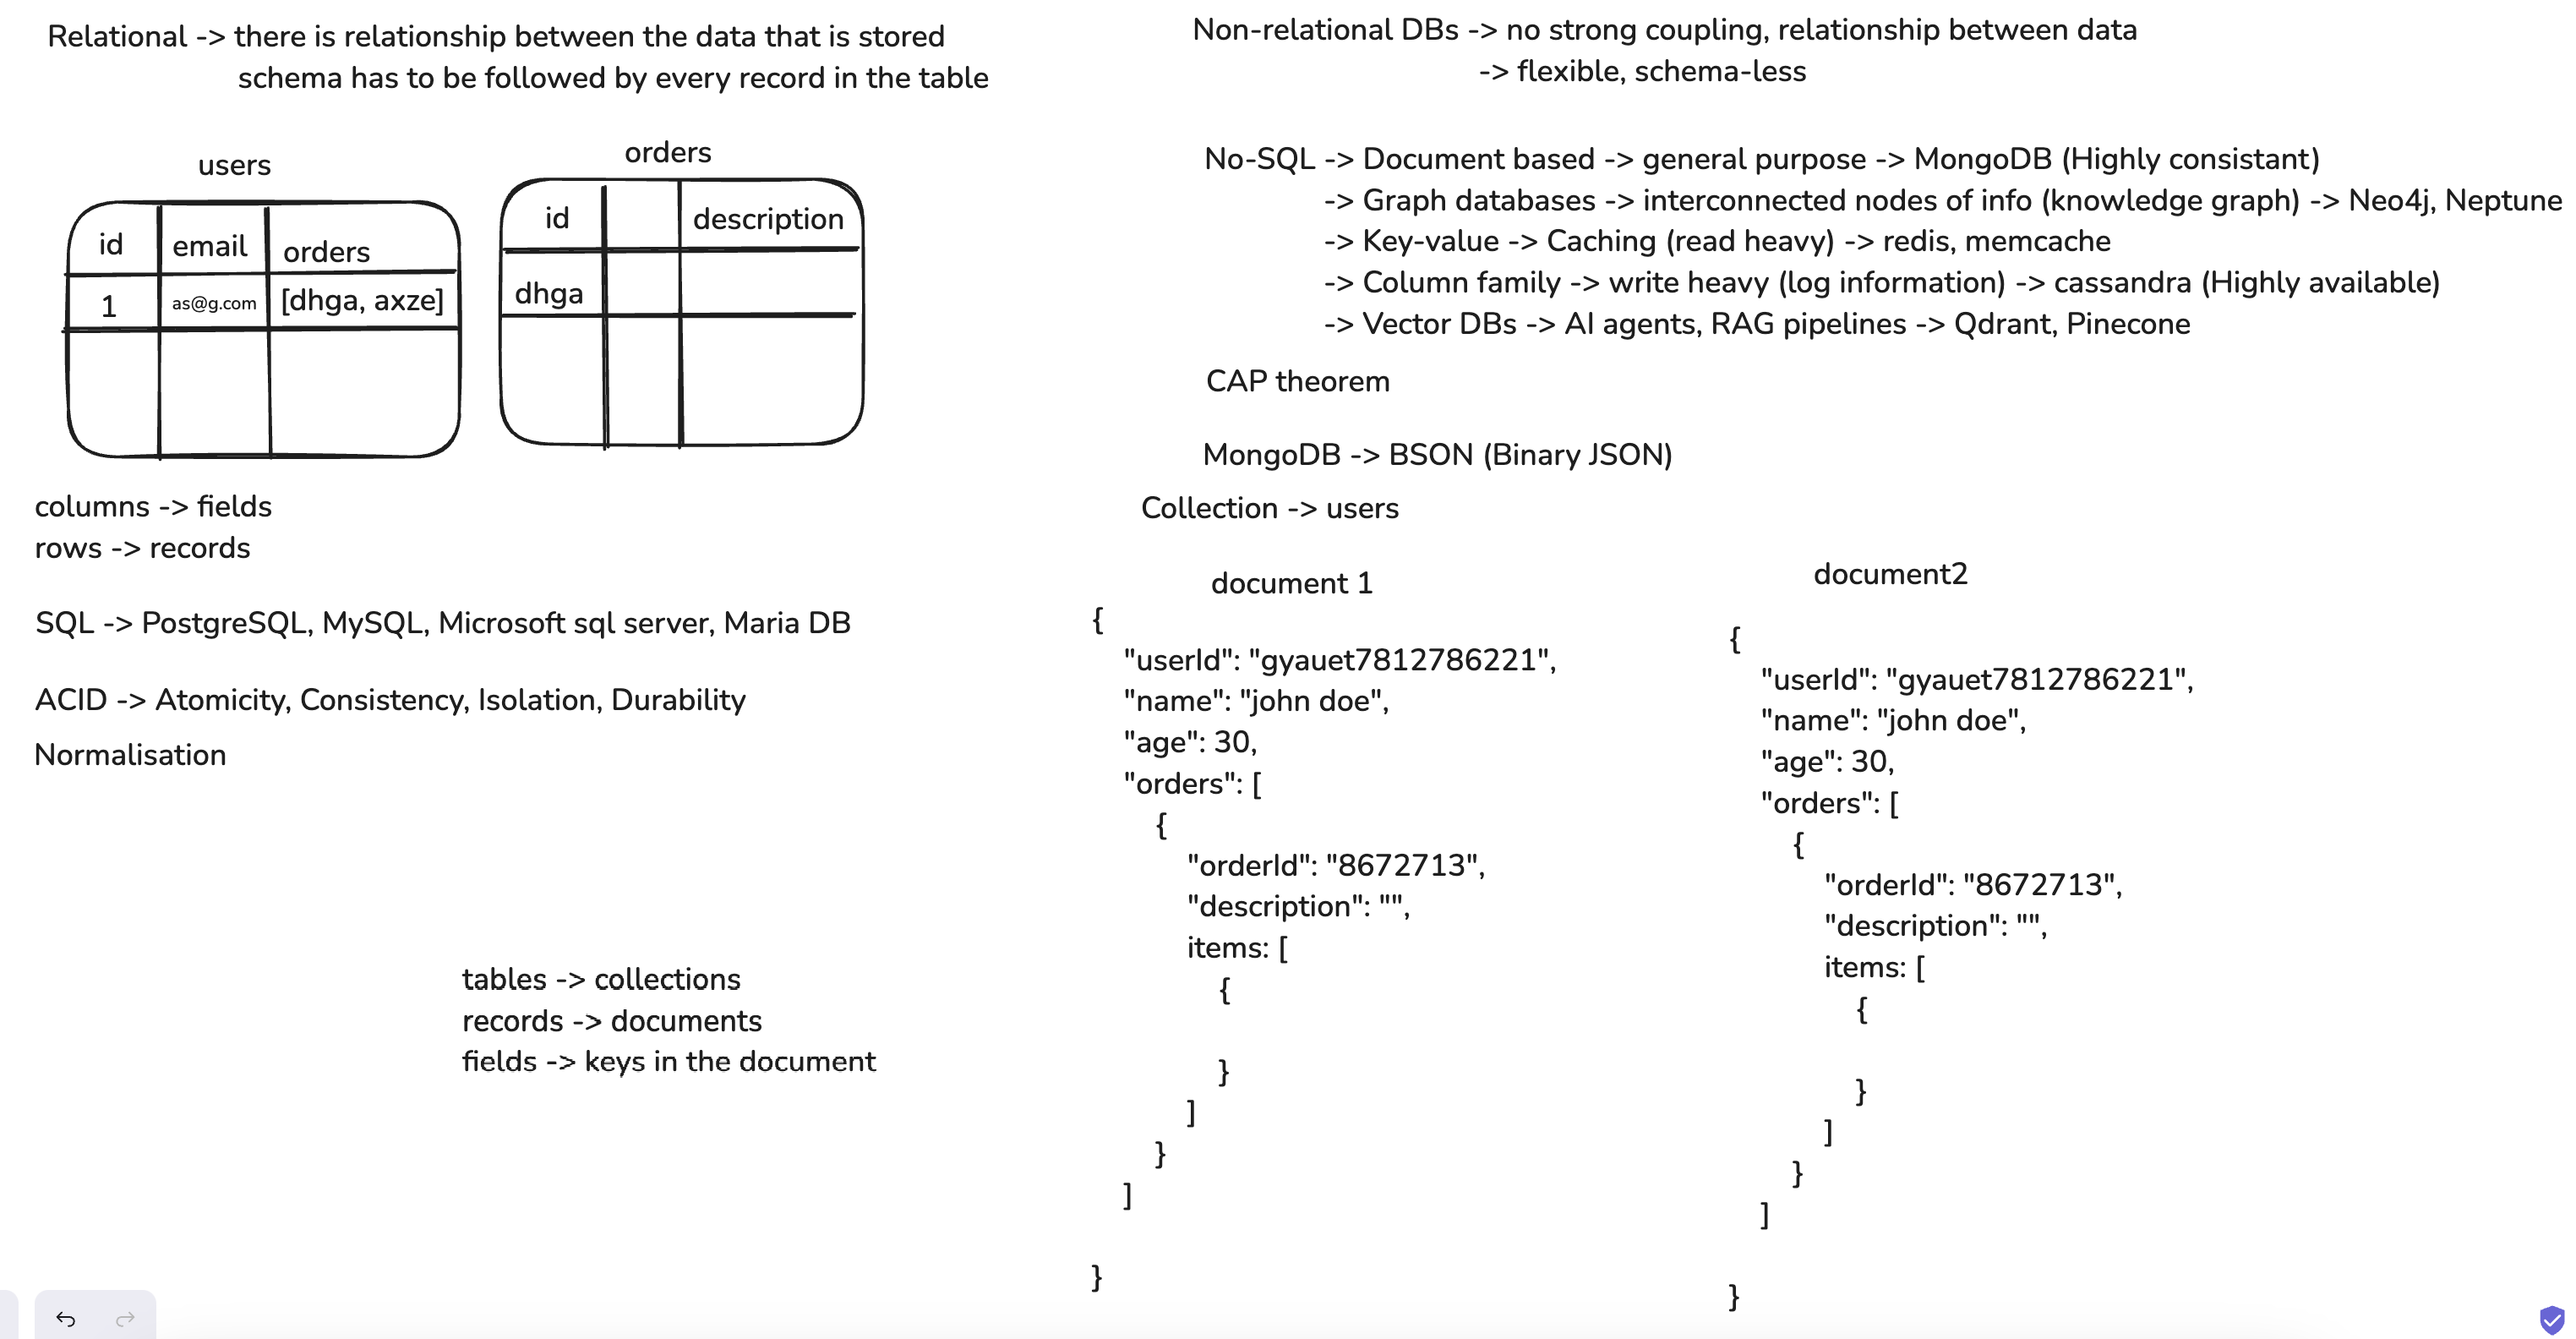 Relational -> there is relationship between the data that is stored
schema has to be followed by every record in the table
users
id
email
orders
1
as@g.com
[dhga, axze]
orders
id
description
dhga
columns -> fields
rows -> records
SQL -> PostgreSQL, MySQL, Microsoft sql server, Maria DB
ACID -> Atomicity, Consistency, Isolation, Durability
Normalisation
tables -> collections
records -> documents
fields -> keys in the document
Non-relational DBs -> no strong coupling, relationship between data
-> flexible, schema-less
No-SQL -> Document based -> general purpose -> MongoDB (Highly consistant)
-> Graph databases -> interconnected nodes of info (knowledge graph) -> Neo4j, Neptune
-> Key-value -> Caching (read heavy) -> redis, memcache
-> Column family -> write heavy (log information) -> cassandra (Highly available)
-> Vector DBs -> AI agents, RAG pipelines -> Qdrant, Pinecone
CAP theorem
MongoDB -> BSON (Binary JSON)
Collection -> users
document 1
{
"userId": "gyauet7812786221",
"name": "john doe",
"age": 30,
"orders": [
{
"orderId": "8672713",
"description": "",
items: [
{
}
]
}
]
}
document2
{
"userId": "gyauet7812786221",
"name": "john doe",
"age": 30,
"orders": [
{
"orderId": "8672713",
"description": "",
items: [
{
}
]
}
]
}